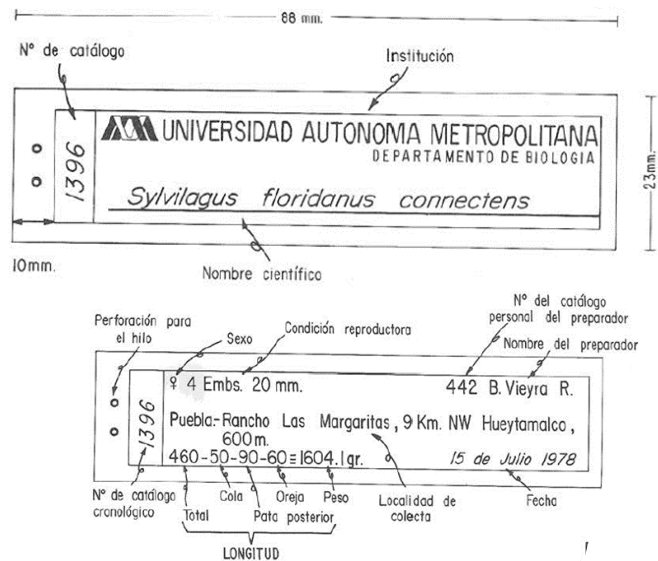 88 mm.
Nº de catálogo
Institución
1396
UNIVERSIDAD AUTONOMA METROPOLITANA
DEPARTAMENTO DE BIOLOGIA
Sylvilagus floridanus connectens
23mm.
10mm.
Nombre científico
Perforación para
el hilo
Sexo
Condición reproductora
Nº del catálogo
personal del preparador
Nombre del preparador
♀ 4 Embs. 20 mm.
442 B. Vieyra R.
1396
Puebla-Rancho Las Margaritas, 9 Km. NW Hueytamalco,
600 m.
460-50-90-60≡1604.1gr.
15 de Julio 1978
Nº de catálogo
cronológico
Total
Cola
Pata posterior
Oreja
Peso
Localidad de
colecta
Fecha
LONGITUD